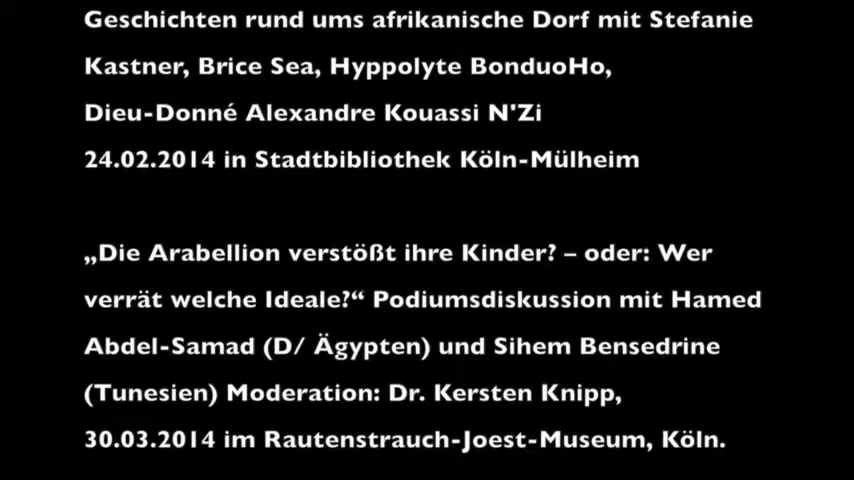 Geschichten rund ums afrikanische Dorf mit Stefanie
Kastner, Brice Sea, Hyppolyte BonduoHo,
Dieu-Donné Alexandre Kouassi N'Zi
24.02.2014 in Stadtbibliothek Köln-Mülheim
„Die Arabellion verstößt ihre Kinder? – oder: Wer
verrät welche Ideale?“ Podiumsdiskussion mit Hamed
Abdel-Samad (D/ Ägypten) und Sihem Bensedrine
(Tunesien) Moderation: Dr. Kersten Knipp,
30.03.2014 im Rautenstrauch-Joest-Museum, Köln.